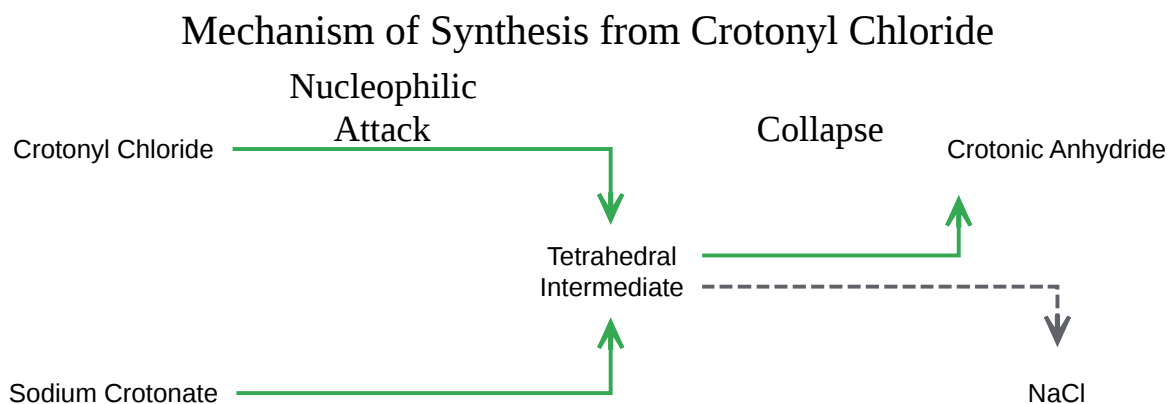 Mechanism of Synthesis from Crotonyl Chloride
Nucleophilic
Attack
Collapse
Crotonyl Chloride
Crotonic Anhydride
Tetrahedral
Intermediate
Sodium Crotonate
NaCl